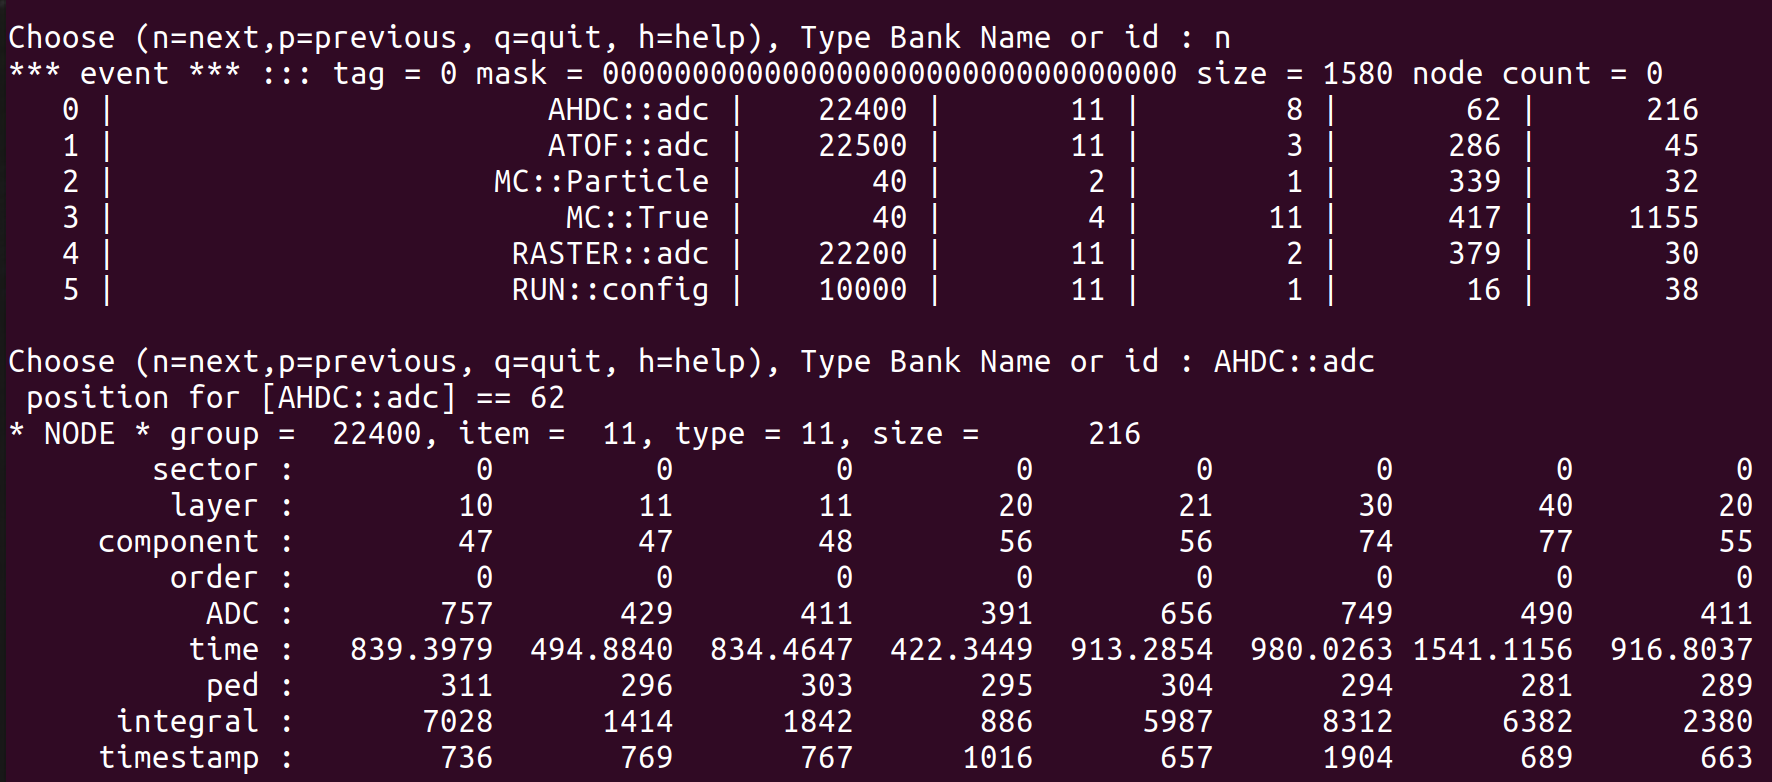 Choose (n=next,p=previous, q=quit, h=help), Type Bank Name or id : n
*** event *** ::: tag = 0 mask = 00000000000000000000000000000000 size = 1580 node count = 0
0 | AHDC::adc | 22400 | 11 | 8 | 62 | 216
1 | ATOF::adc | 22500 | 11 | 3 | 286 | 45
2 | MC::Particle | 40 | 2 | 1 | 339 | 32
3 | MC::True | 40 | 4 | 11 | 417 | 1155
4 | RASTER::adc | 22200 | 11 | 2 | 379 | 30
5 | RUN::config | 10000 | 11 | 1 | 16 | 38
Choose (n=next,p=previous, q=quit, h=help), Type Bank Name or id : AHDC::adc
position for [AHDC::adc] == 62
* NODE * group = 22400, item = 11, type = 11, size = 216
sector : 0 0 0 0 0 0 0 0
layer : 10 11 11 20 21 30 40 20
component : 47 47 48 56 56 74 77 55
order : 0 0 0 0 0 0 0 0
ADC : 757 429 411 391 656 749 490 411
time : 839.3979 494.8840 834.4647 422.3449 913.2854 980.0263 1541.1156 916.8037
ped : 311 296 303 295 304 294 281 289
integral : 7028 1414 1842 886 5987 8312 6382 2380
timestamp : 736 769 767 1016 657 1904 689 663